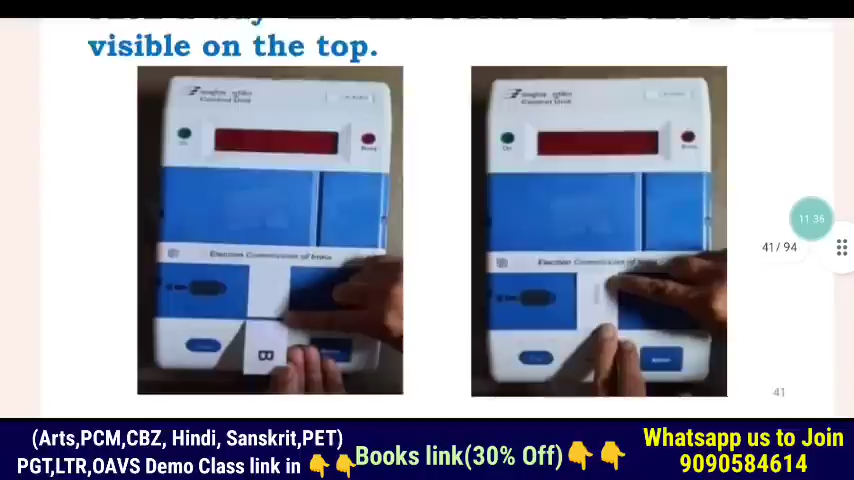 visible on the top.
Control Unit
Control Unit
Election Commission of India
Election Commission of India
B
11:36
41/ 94
41
(Arts,PCM,CBZ, Hindi, Sanskrit,PET)
PGT,LTR,OAVS Demo Class link in 👇👇
Books link(30% Off)👇👇
Whatsapp us to Join
9090584614